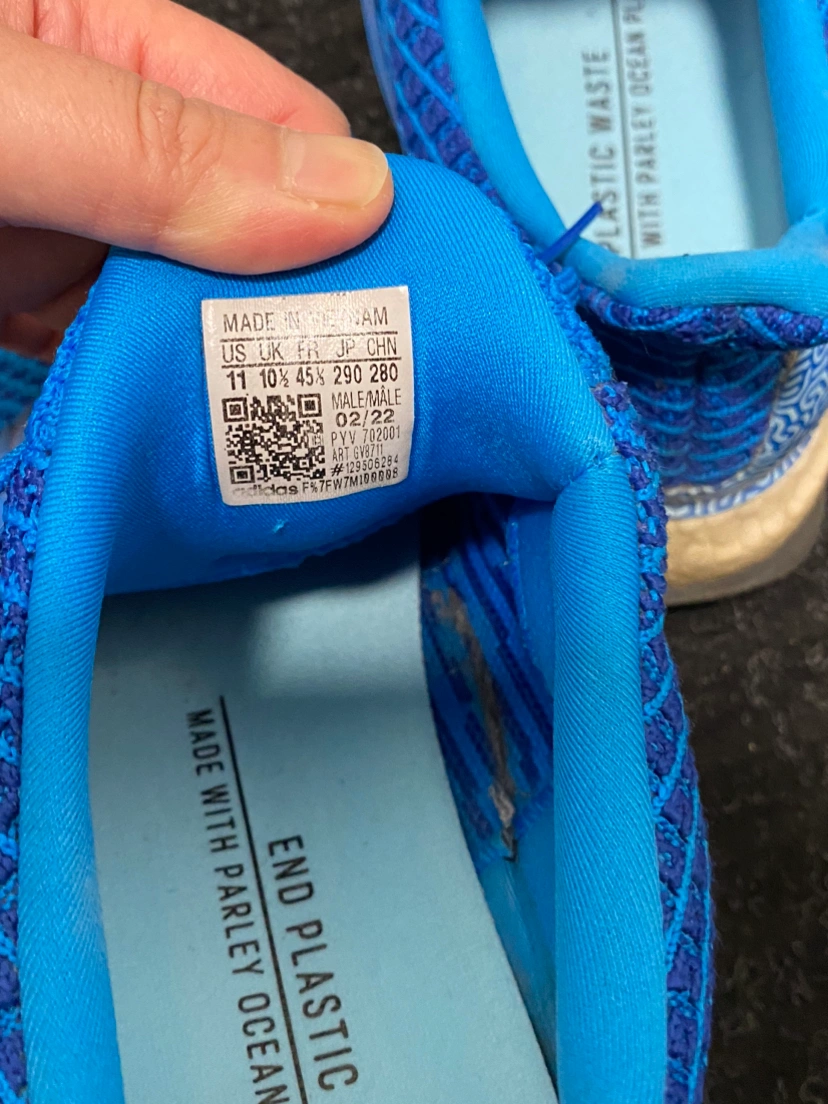 MADE IN VIETNAM
US UK FR JP CHN
11 10½ 45⅓ 290 280
MALE/MÂLE
02/22
PYV 702001
ART GV8711
#129506284
adidas
END PLASTIC
MADE WITH PARLEY OCEAN
PLASTIC WASTE
WITH PARLEY OCEAN